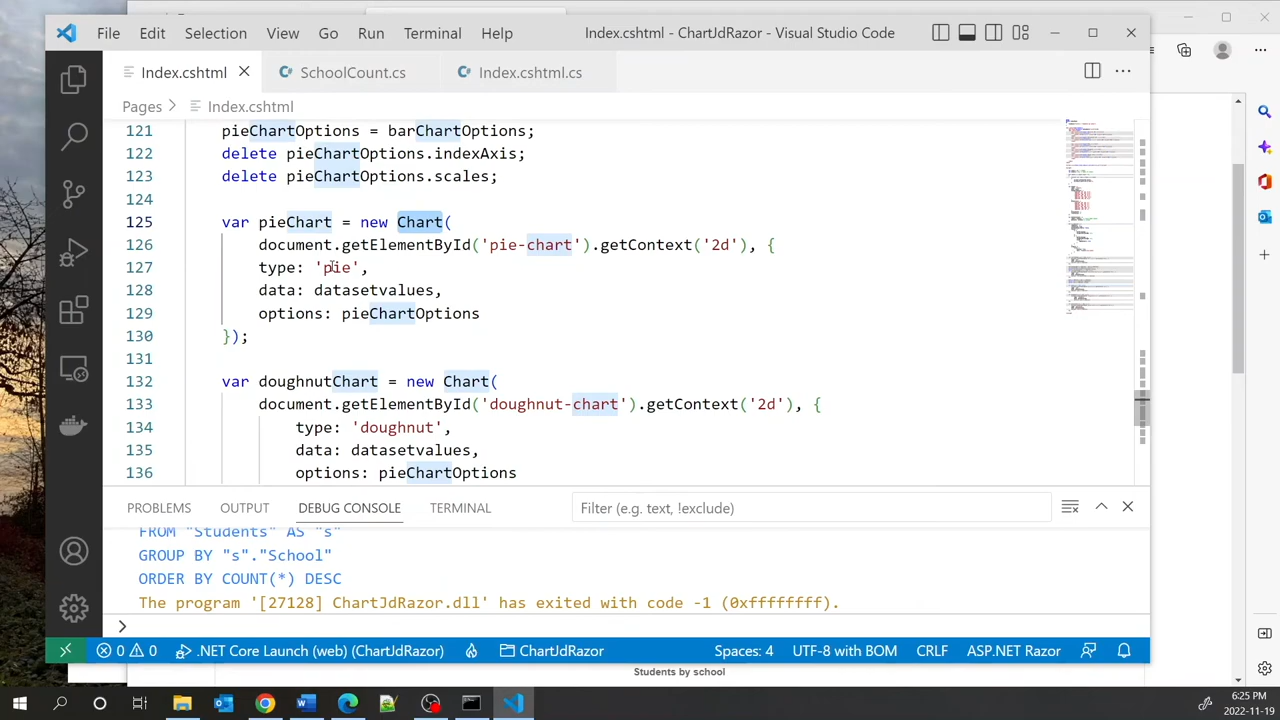 File Edit Selection View Go Run Terminal Help Index.cshtml - ChartJdRazor - Visual Studio Code
Index.cshtml SchoolCount.cs Index.cshtml.cs
Pages Index.cshtml
121 pieChartOptions = barChartOptions;
122 delete pieChartOptions.indexAxis;
123 delete pieChartOptions.scales;
124
125 var pieChart = new Chart(
126 document.getElementById('pie-chart').getContext('2d'), {
127 type: 'pie',
128 data: datasetvalues,
129 options: pieChartOptions
130 });
131
132 var doughnutChart = new Chart(
133 document.getElementById('doughnut-chart').getContext('2d'), {
134 type: 'doughnut',
135 data: datasetvalues,
136 options: pieChartOptions
PROBLEMS OUTPUT DEBUG CONSOLE TERMINAL Filter (e.g. text, !exclude)
FROM "Students" AS "s"
GROUP BY "s"."School"
ORDER BY COUNT(*) DESC
The program '[27128] ChartJdRazor.dll' has exited with code -1 (0xffffffff).
0 0 .NET Core Launch (web) (ChartJdRazor) ChartJdRazor Spaces: 4 UTF-8 with BOM CRLF ASP.NET Razor
Students by school
6:25 PM
2022-11-19